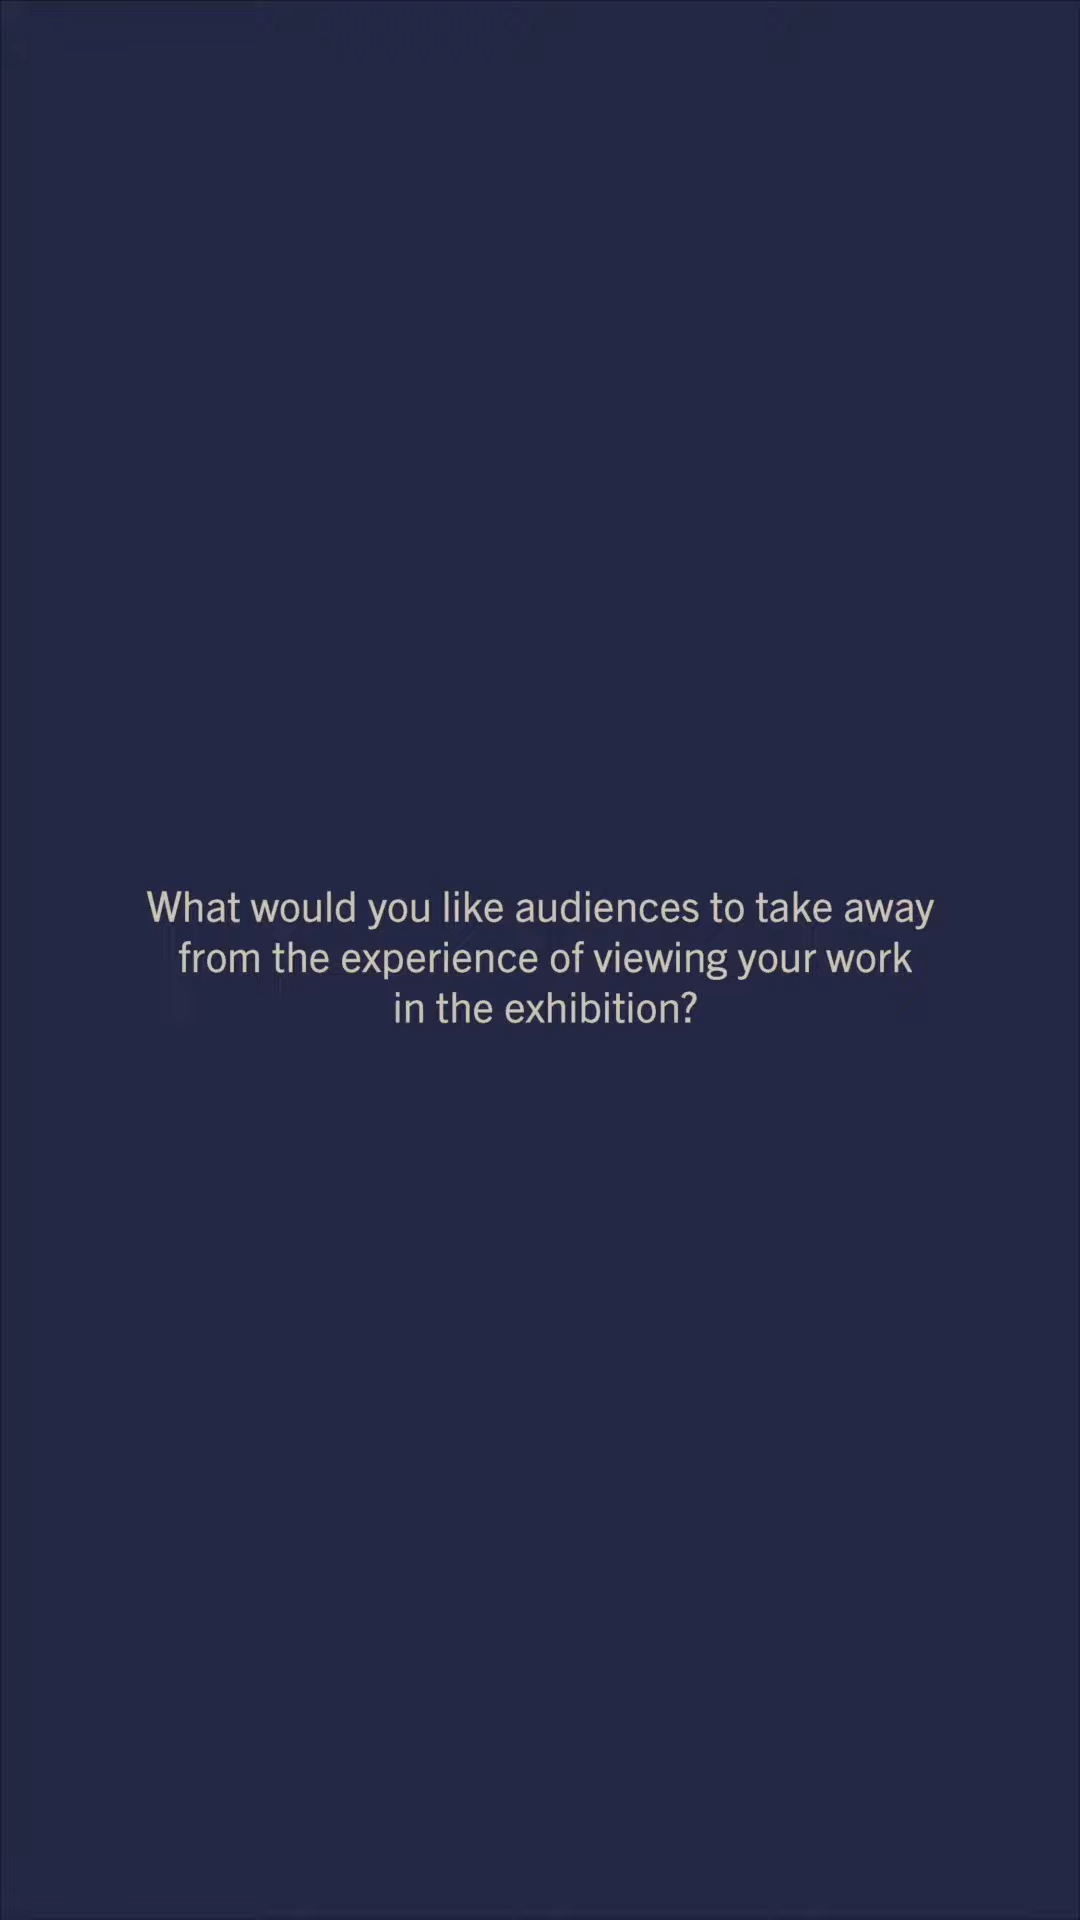 What would you like audiences to take away
from the experience of viewing your work
in the exhibition?